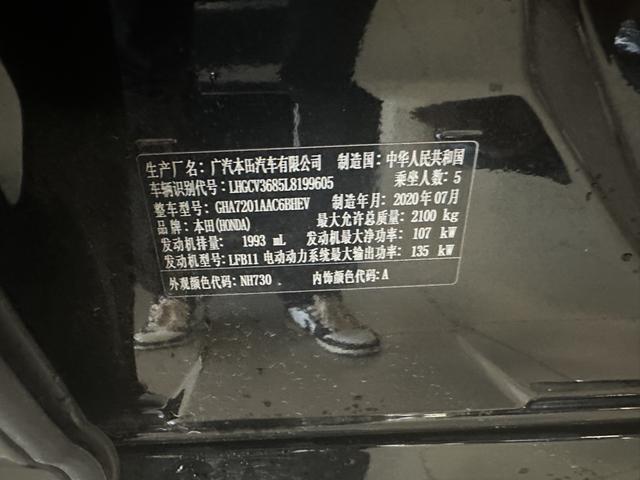 生产厂名：广汽本田汽车有限公司 制造国：中华人民共和国
车辆识别代号：LHGCV3685L8199605 乘坐人数：5
整车型号：GHA7201AAC6BHEV 制造年月：2020年07月
品牌：本田(HONDA) 最大允许总质量：2100 kg
发动机排量：1993 mL 发动机最大净功率：107 kW
发动机型号：LFB11 电动动力系统最大输出功率：135 kW
外观颜色代码：NH730 内饰颜色代码：A